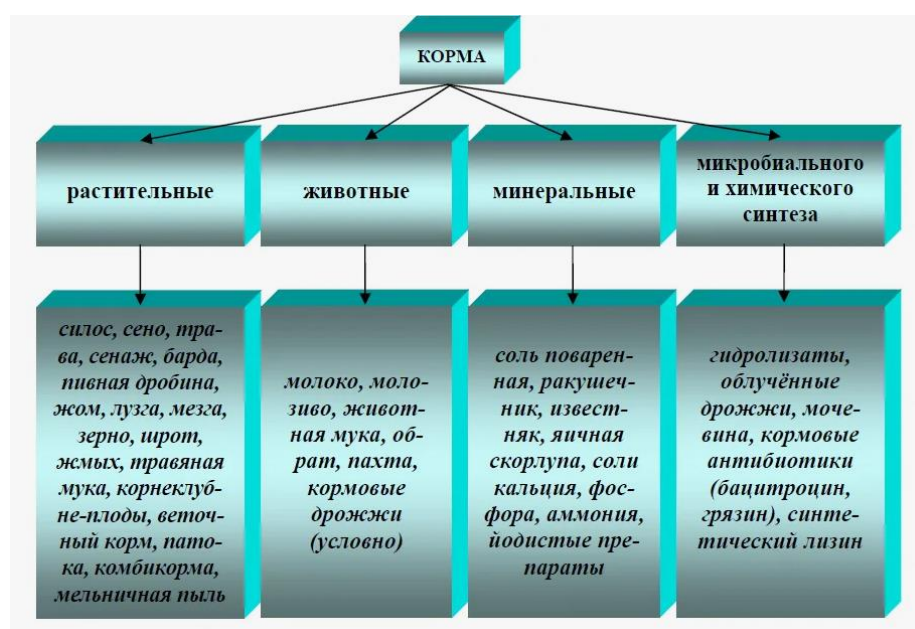 КОРМА
растительные
животные
минеральные
микробиального
и химического
синтеза
силос, сено, тра-
ва, сенаж, барда,
пивная дробина,
жом, лузга, мезга,
зерно, шрот,
жмых, травяная
мука, корнеклуб-
не-плоды, веточ-
ный корм, пато-
ка, комбикорма,
мельничная пыль
молоко, моло-
зиво, живот-
ная мука, об-
рат, пахта,
кормовые
дрожжи
(условно)
соль поварен-
ная, ракушеч-
ник, извест-
няк, яичная
скорлупа, соли
кальция, фос-
фора, аммония,
йодистые пре-
параты
гидролизаты,
облучённые
дрожжи, моче-
вина, кормовые
антибиотики
(бацитроцин,
грязин), синте-
тический лизин